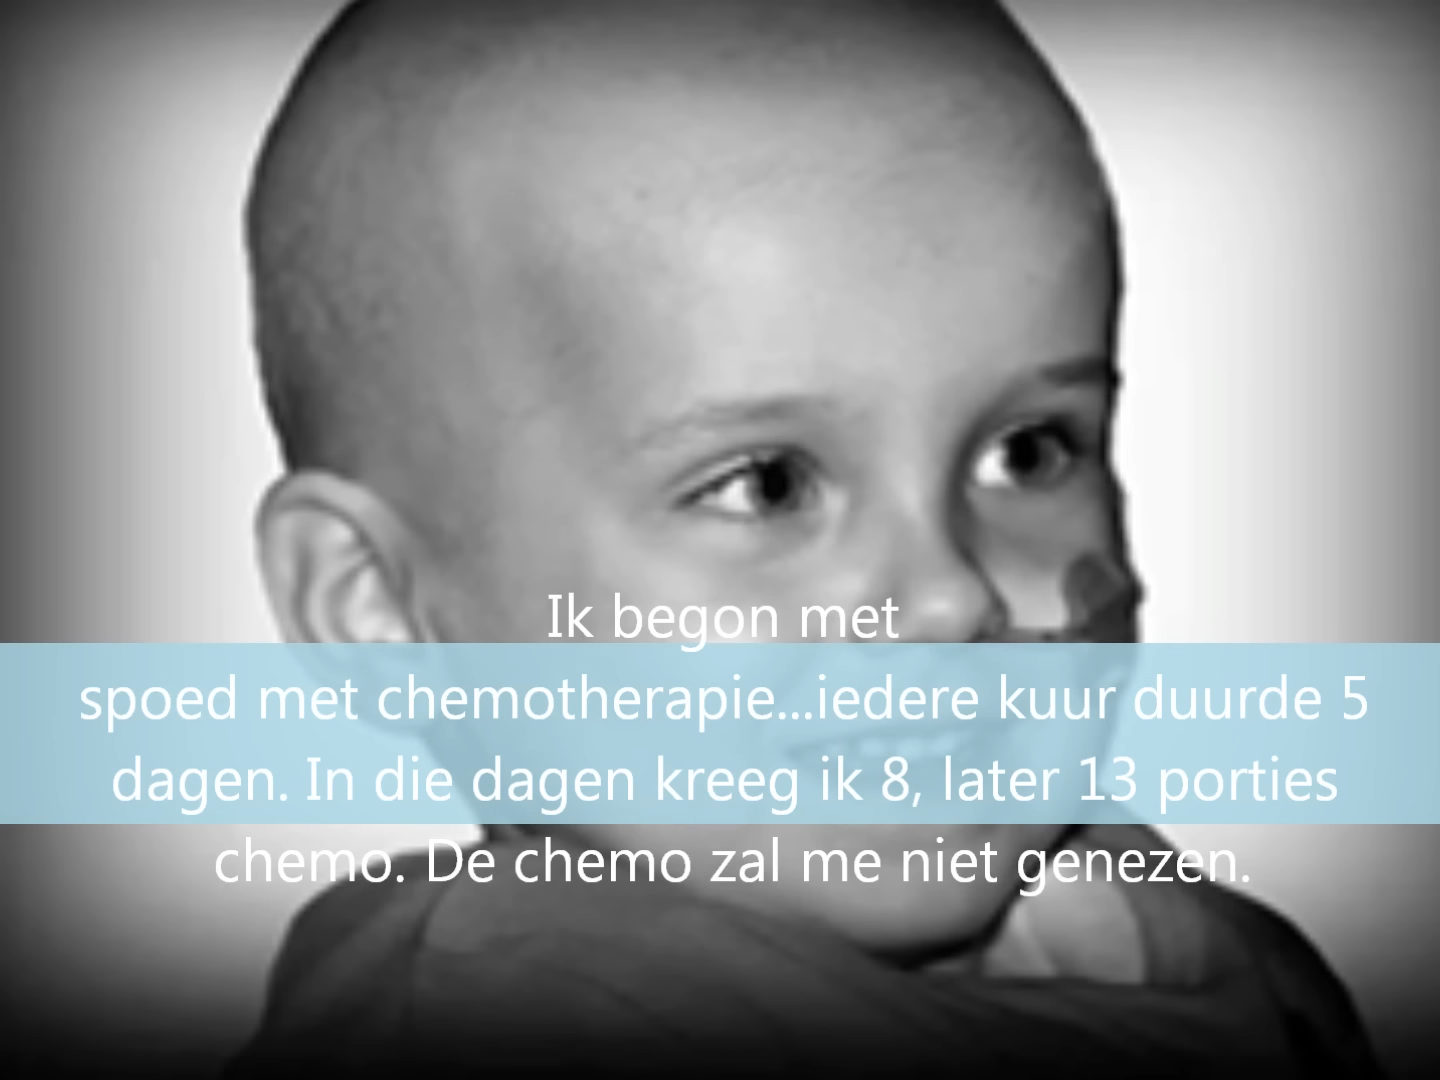 Ik begon met
spoed met chemotherapie...iedere kuur duurde 5
dagen. In die dagen kreeg ik 8, later 13 porties
chemo. De chemo zal me niet genezen.